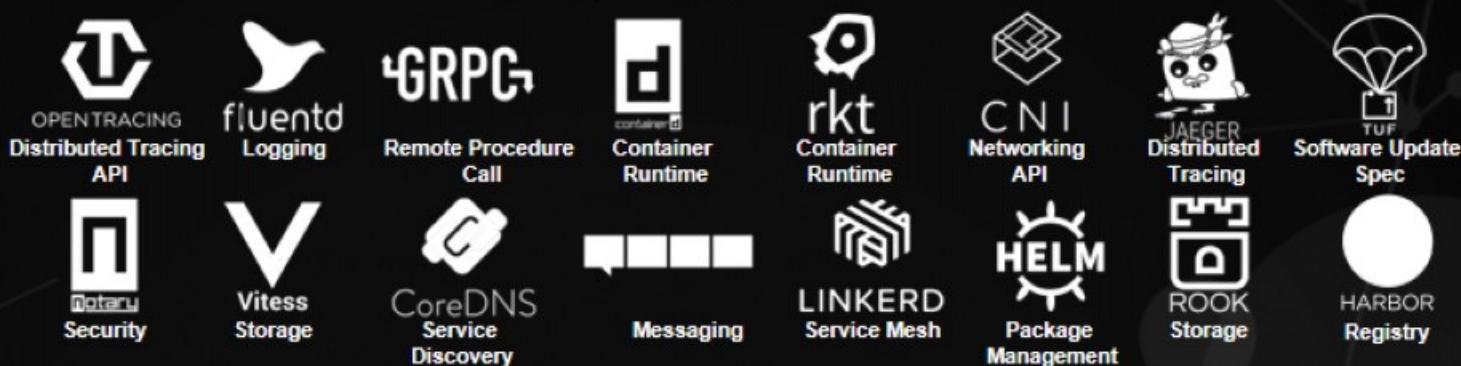 OPENTRACING
Distributed Tracing
API
fluentd
Logging
GRPC
Remote Procedure
Call
containerd
Container
Runtime
rkt
Container
Runtime
CNI
Networking
API
JAEGER
Distributed
Tracing
TUF
Software Update
Spec
notary
Security
Vitess
Storage
CoreDNS
Service
Discovery
Messaging
LINKERD
Service Mesh
HELM
Package
Management
ROOK
Storage
HARBOR
Registry